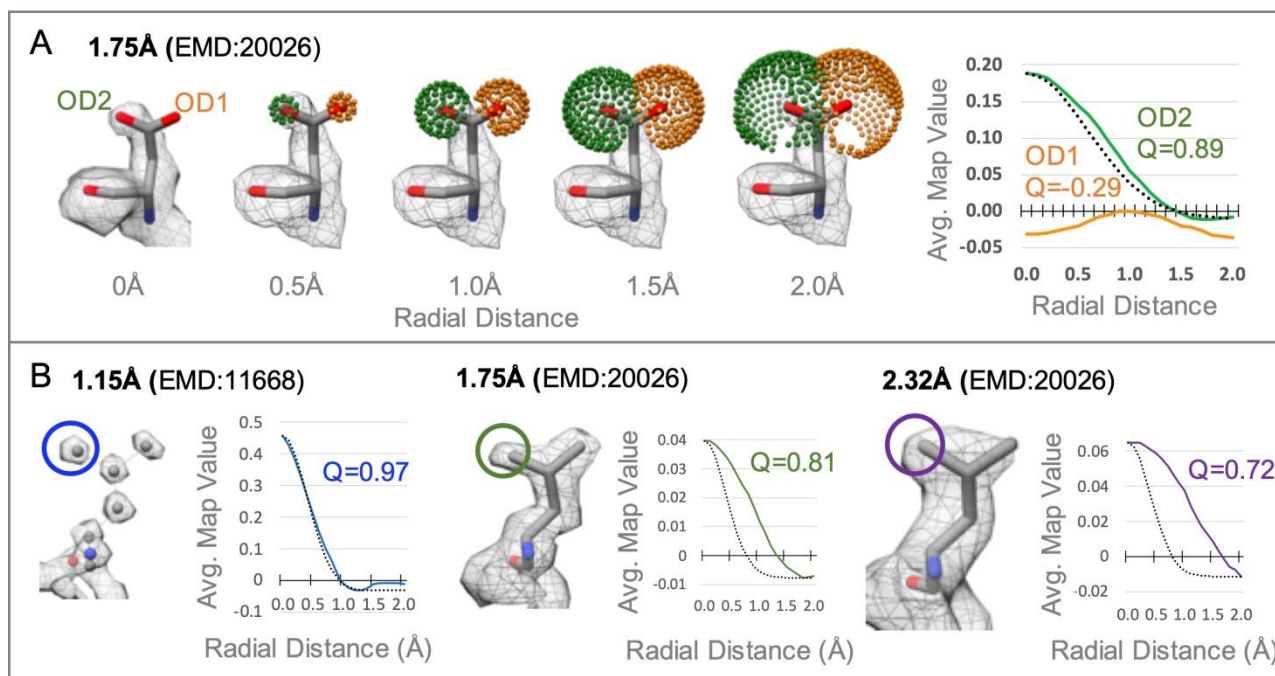 A 1.75Å (EMD:20026)
OD2
OD1
0Å
0.5Å
1.0Å
1.5Å
2.0Å
Radial Distance
Avg. Map Value
0.20
0.15
0.10
0.05
0.00
-0.05
OD2
Q=0.89
OD1
Q=-0.29
0.0 0.5 1.0 1.5 2.0
Radial Distance
B 1.15Å (EMD:11668)
Avg. Map Value
0.5
0.4
0.3
0.2
0.1
0
-0.1
Q=0.97
0.0 0.5 1.0 1.5 2.0
Radial Distance (Å)
1.75Å (EMD:20026)
Avg. Map Value
0.04
0.03
0.02
0.01
0
-0.01
Q=0.81
0.0 0.5 1.0 1.5 2.0
Radial Distance (Å)
2.32Å (EMD:20026)
Avg. Map Value
0.06
0.04
0.02
0
-0.02
Q=0.72
0.0 0.5 1.0 1.5 2.0
Radial Distance (Å)